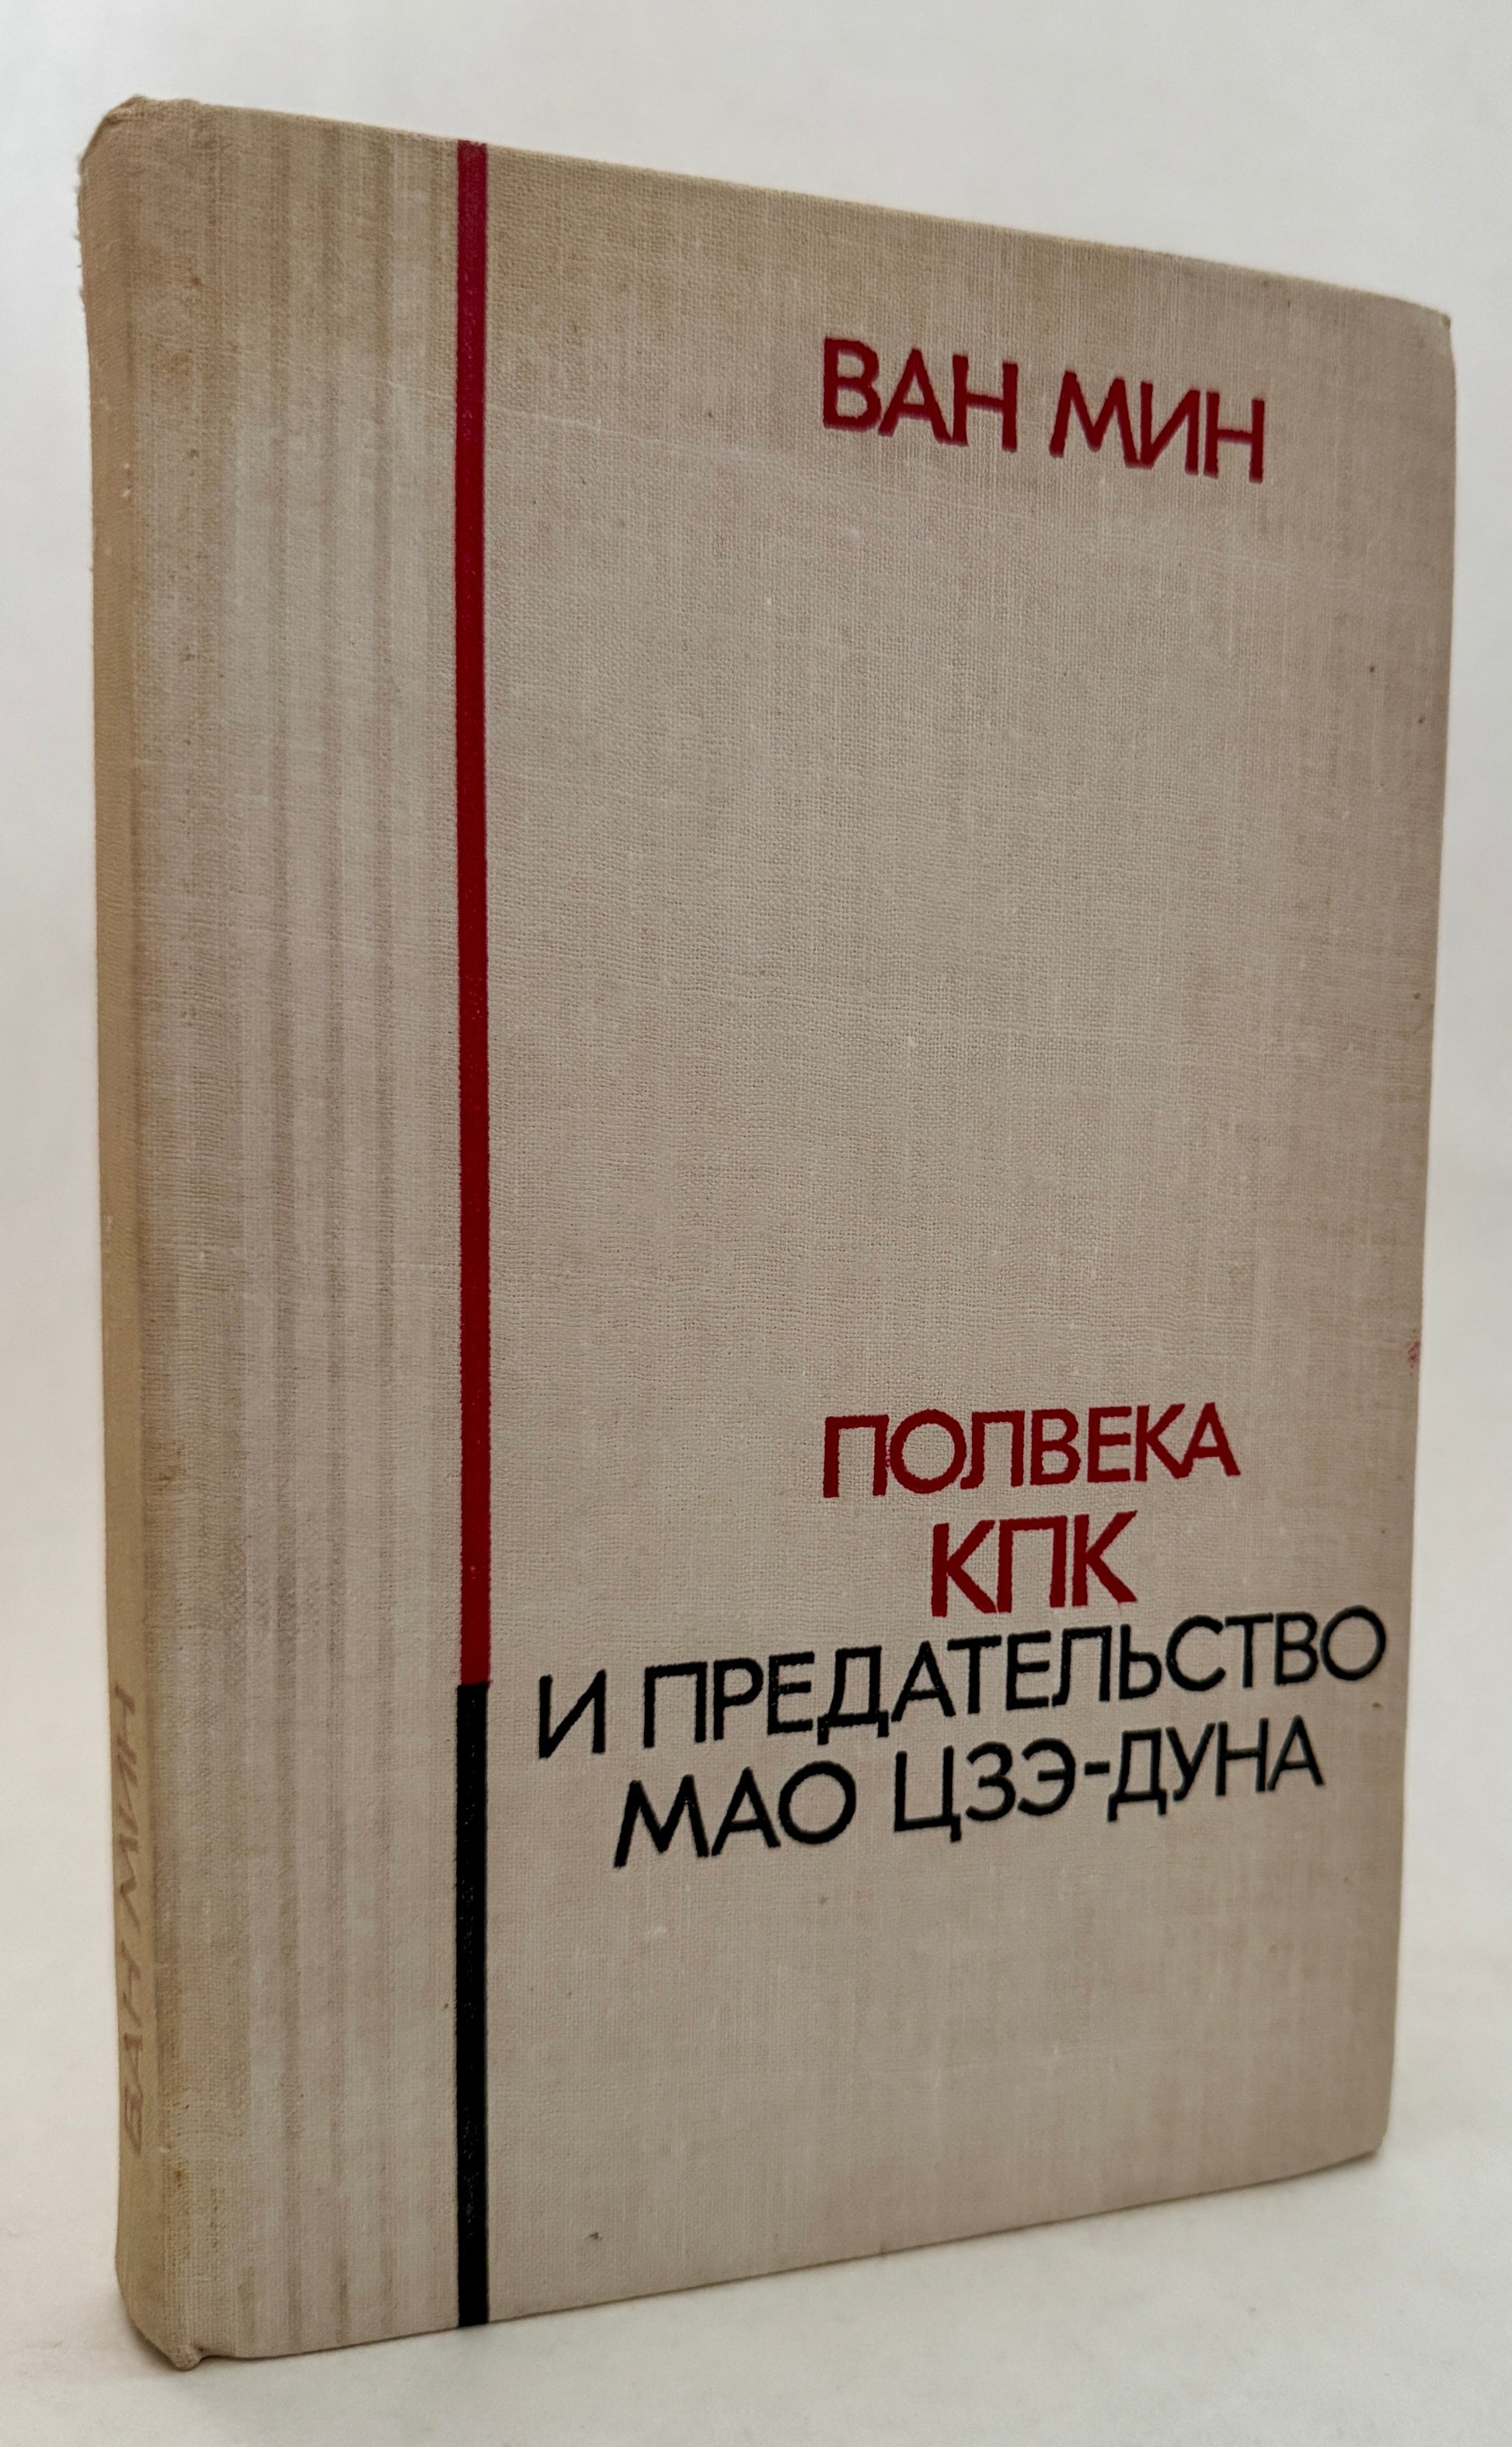 ВАН МИН
ПОЛВЕКА
КПК
И ПРЕДАТЕЛЬСТВО
МАО ЦЗЭ-ДУНА
ВАН МИН